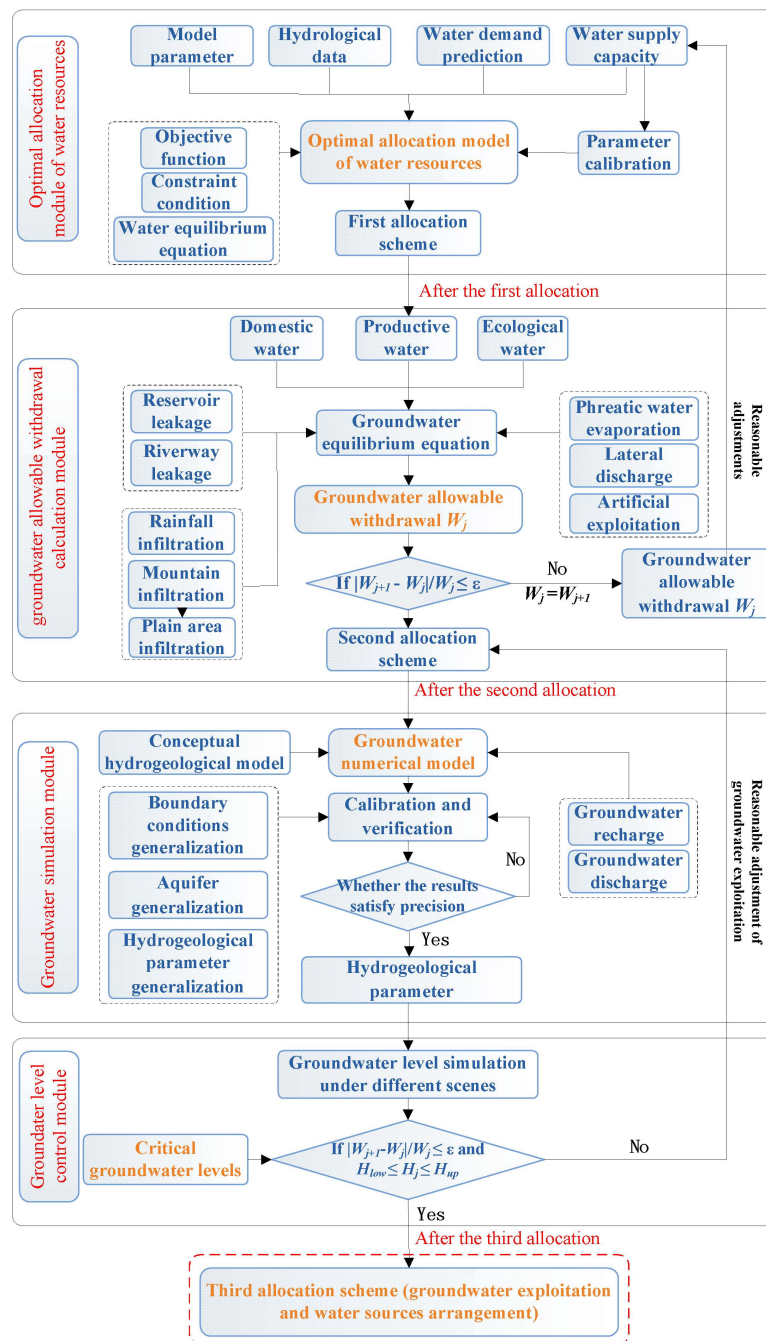 Optimal allocation
module of water resources
Model
parameter
Hydrological
data
Water demand
prediction
Water supply
capacity
Objective
function
Constraint
condition
Water equilibrium
equation
Optimal allocation model
of water resources
Parameter
calibration
First allocation
scheme
After the first allocation
groundwater allowable withdrawal
calculation module
Domestic
water
Productive
water
Ecological
water
Reservoir
leakage
Riverway
leakage
Groundwater
equilibrium equation
Phreatic water
evaporation
Lateral
discharge
Artificial
exploitation
Reasonable
adjustments
Rainfall
infiltration
Mountain
infiltration
Plain area
infiltration
Groundwater allowable
withdrawal Wj
If |Wj+1 - Wj|/Wj ≤ ε
No
Wj=Wj+1
Groundwater
allowable
withdrawal Wj
Second allocation
scheme
After the second allocation
Groundwater simulation module
Conceptual
hydrogeological model
Groundwater
numerical model
Boundary
conditions
generalization
Aquifer
generalization
Hydrogeological
parameter
generalization
Calibration and
verification
No
Groundwater
recharge
Groundwater
discharge
Reasonable adjustment of
groundwater exploitation
Whether the results
satisfy precision
Yes
Hydrogeological
parameter
Groundater level
control module
Groundwater level simulation
under different scenes
Critical
groundwater levels
If |Wj+1-Wj|/Wj ≤ ε and
Hlow ≤ Hj ≤ Hup
No
Yes
After the third allocation
Third allocation scheme (groundwater exploitation
and water sources arrangement)